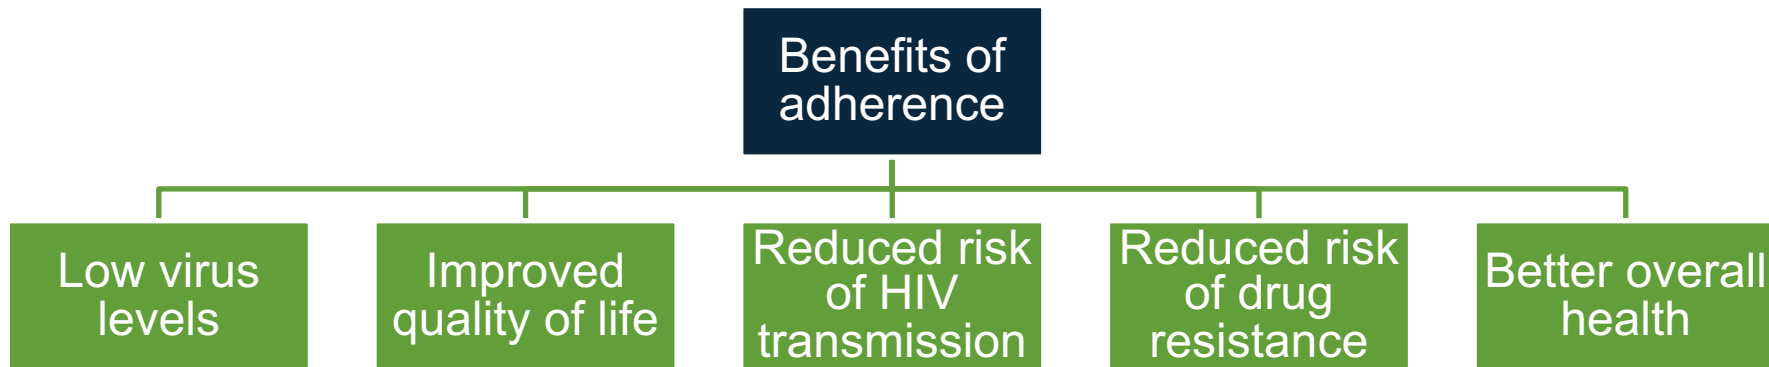 Benefits of
adherence
Low virus
levels
Improved
quality of life
Reduced risk
of HIV
transmission
Reduced risk
of drug
resistance
Better overall
health